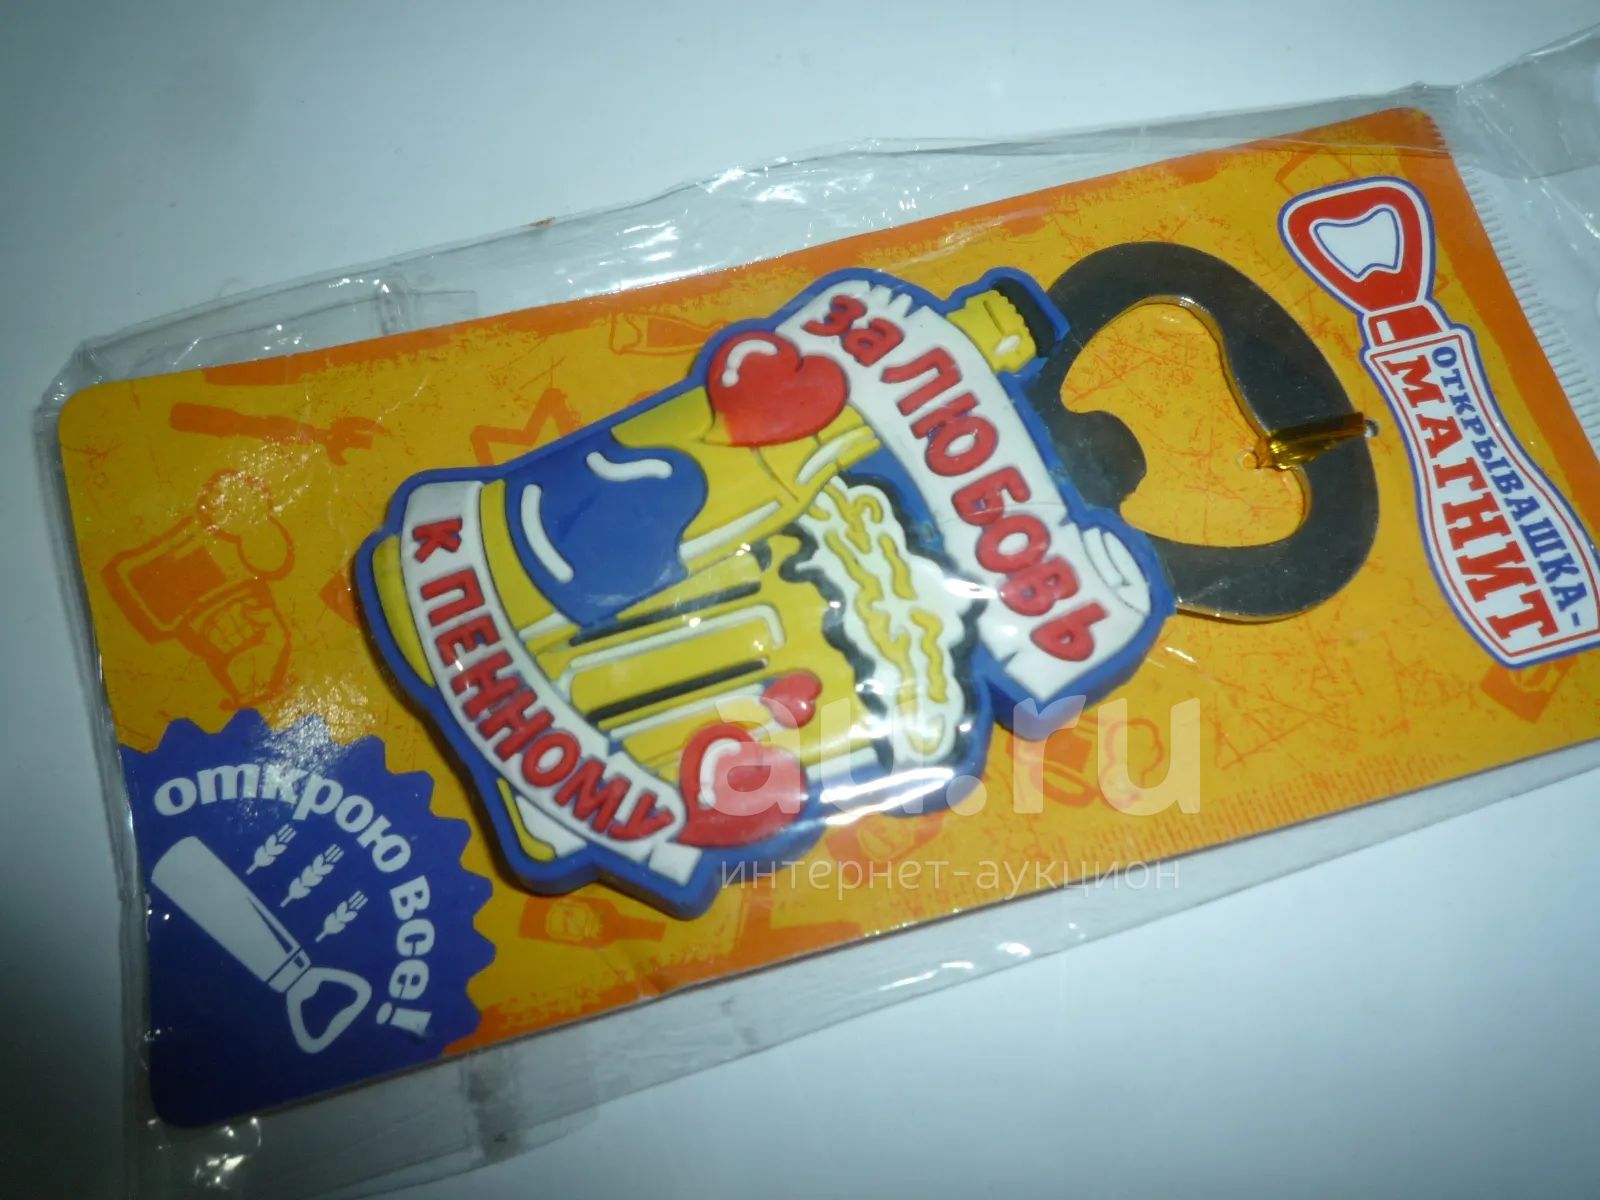 ОТКРЫВАШКА-
МАГНИТ
за ЛЮБОВЬ
к ПЕННОМУ
открою все!
au.ru
интернет-аукцион